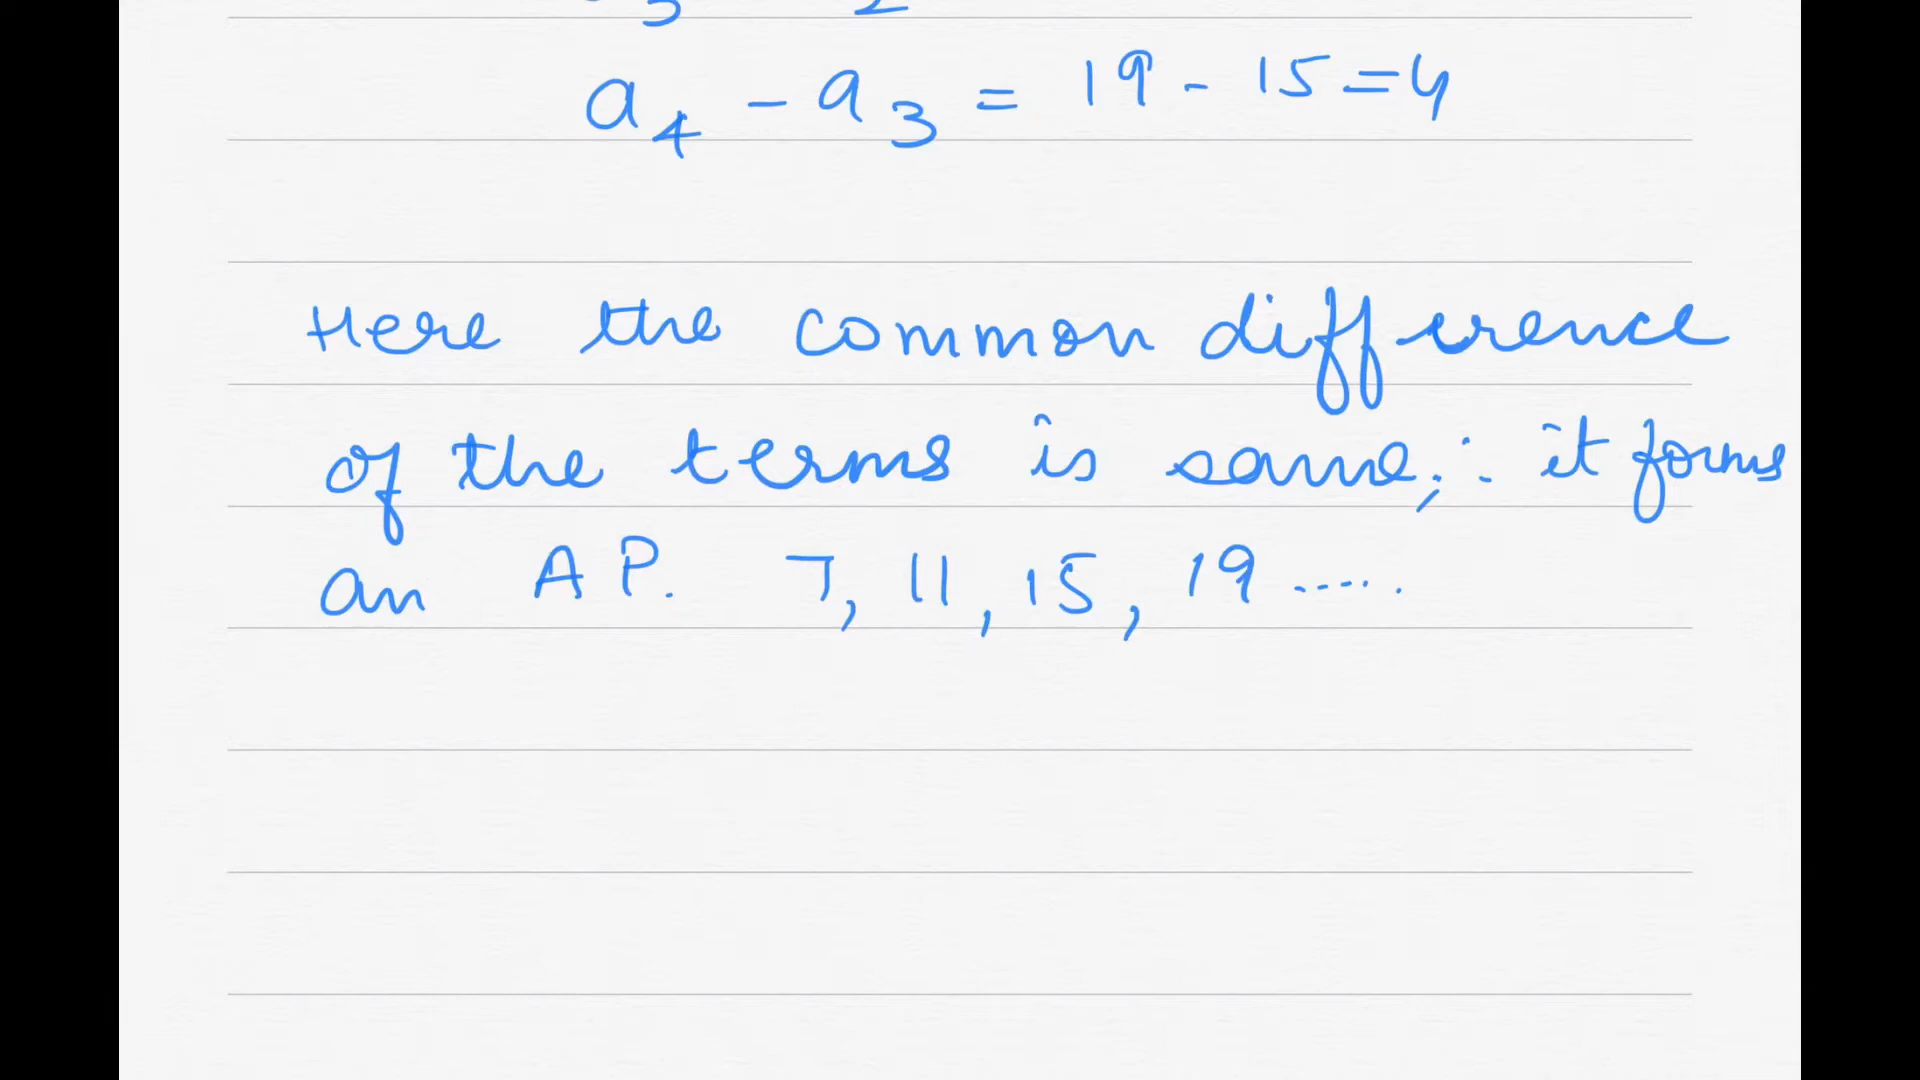 a₄ - a₃ = 19 - 15 = 4
Here the common difference
of the terms is same, ∴ it forms
an AP. 7, 11, 15, 19 .....